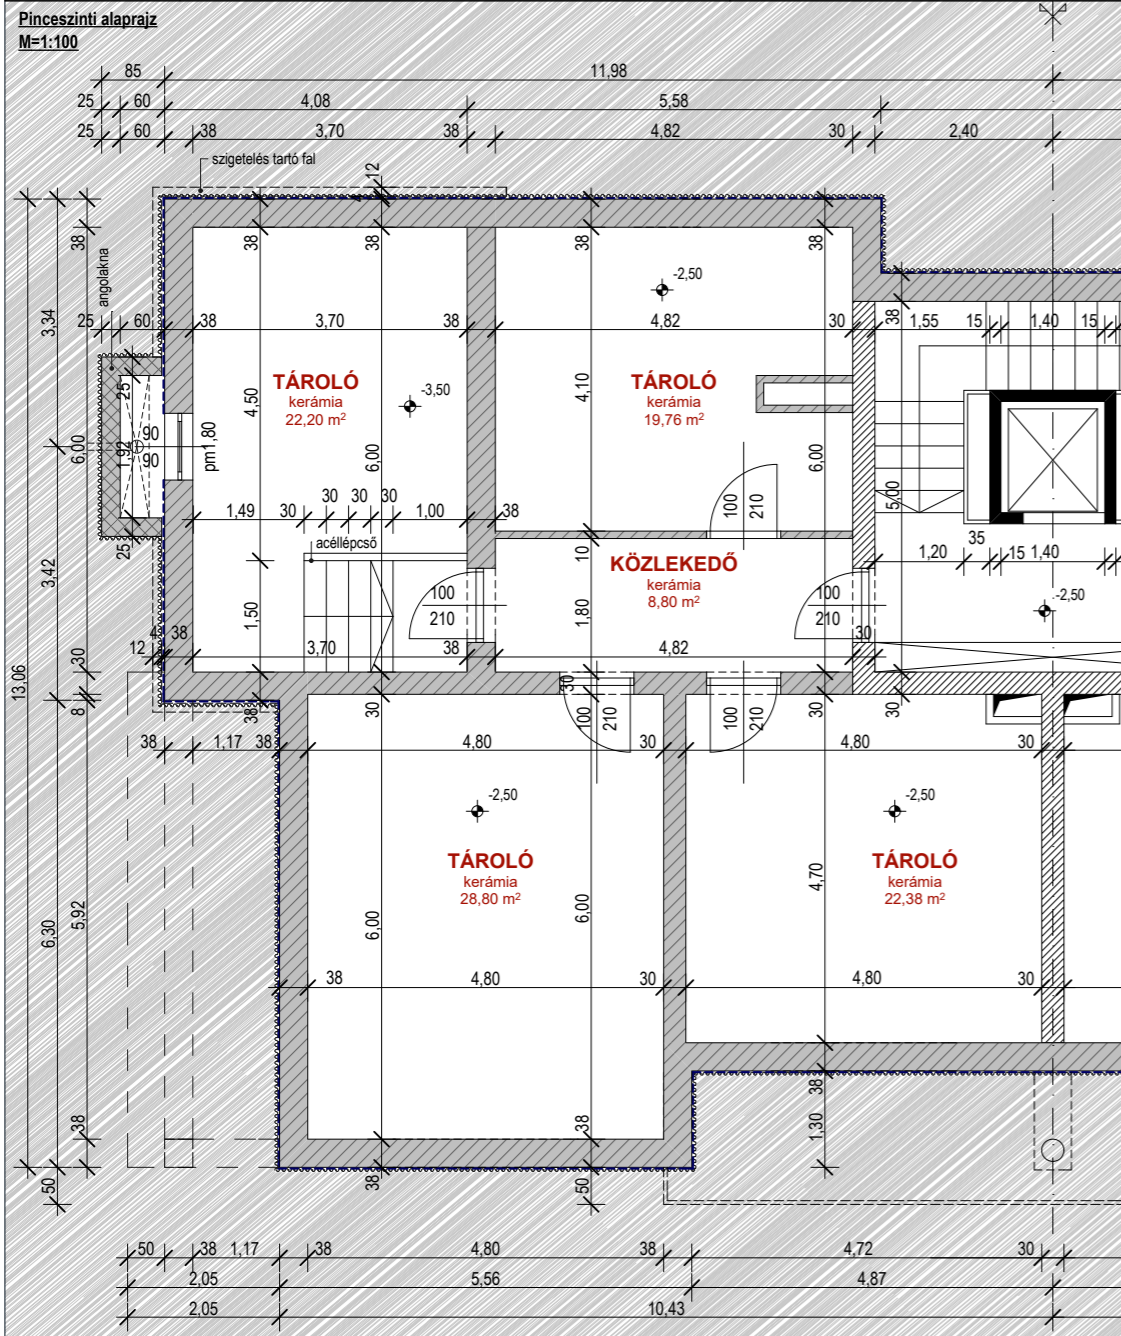 Pinceszinti alaprajz
M=1:100
85 11,98
25 60 4,08 5,58
25 60 38 3,70 38 4,82 30 2,40
szigetelés tartó fal
12
4
38 38 38 38 38
angolakna
-2,50
3,34
25 60 38 3,70 38 4,82 30 38 1,55 15 1,40 15
TÁROLÓ
kerámia
22,20 m²
TÁROLÓ
kerámia
19,76 m²
25
4,50
-3,50
4,10
6,00
1,92
90
90
pm1,80
6,00
6,00
5,00
1,49 30 30 30 30 1,00 38
100
210
25
acéllépcső
10
35
1,20 15 1,40
KÖZLEKEDŐ
kerámia
8,80 m²
3,42
1,50
100
210
1,80
100
210
-2,50
4
12 38 3,70 38 4,82 30
13,06
30
8
38 30 30 30 30
100
210
100
210
38 1,17 38 4,80 30 4,80 30
-2,50
-2,50
TÁROLÓ
kerámia
28,80 m²
TÁROLÓ
kerámia
22,38 m²
6,30
5,92
6,00
6,00
4,70
38 4,80 30 4,80 30
38
38
38
1,30
50
38
50
50 38 1,17 38 4,80 38 4,72 30
2,05 5,56 4,87
2,05 10,43